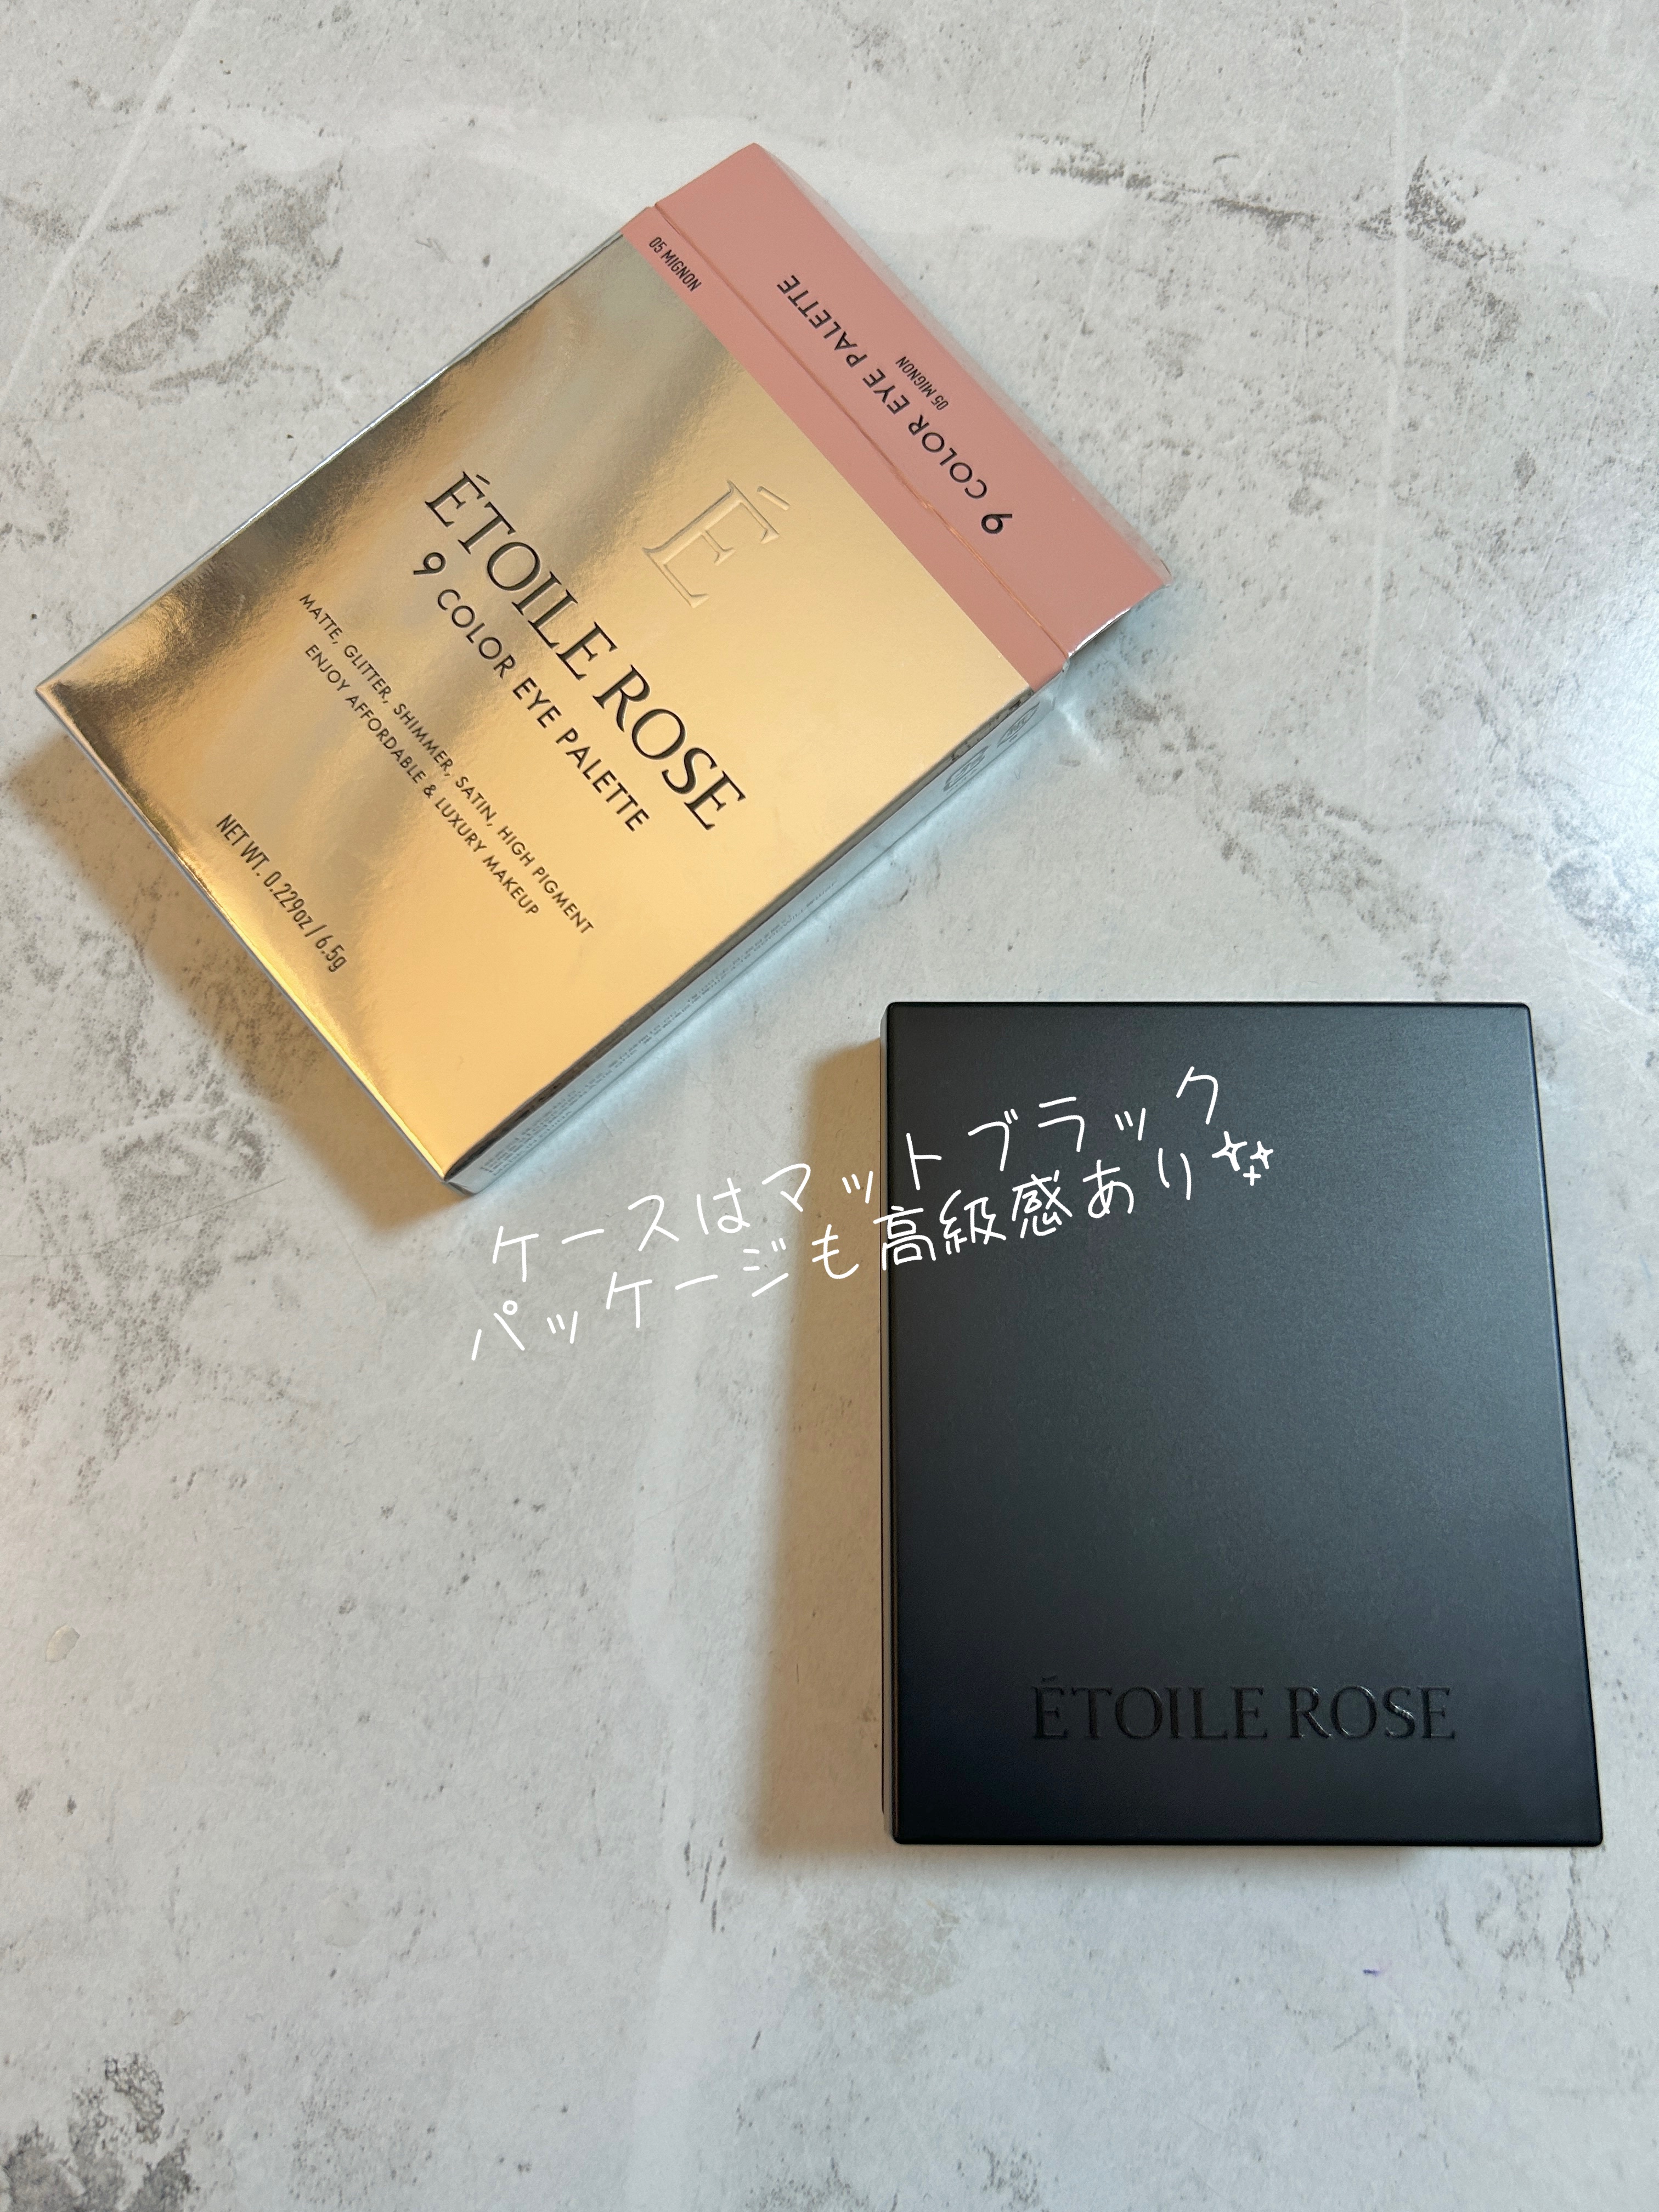 05 MIGNON
9 COLOR EYE PALETTE
05 MIGNON
É
ÉTOILE ROSE
9 COLOR EYE PALETTE
MATTE, GLITTER, SHIMMER, SATIN, HIGH PIGMENT
ENJOY AFFORDABLE & LUXURY MAKEUP
NET WT. 0.229oz / 6.5g
ケースはマットブラック
パッケージも高級感あり✨
ÉTOILE ROSE